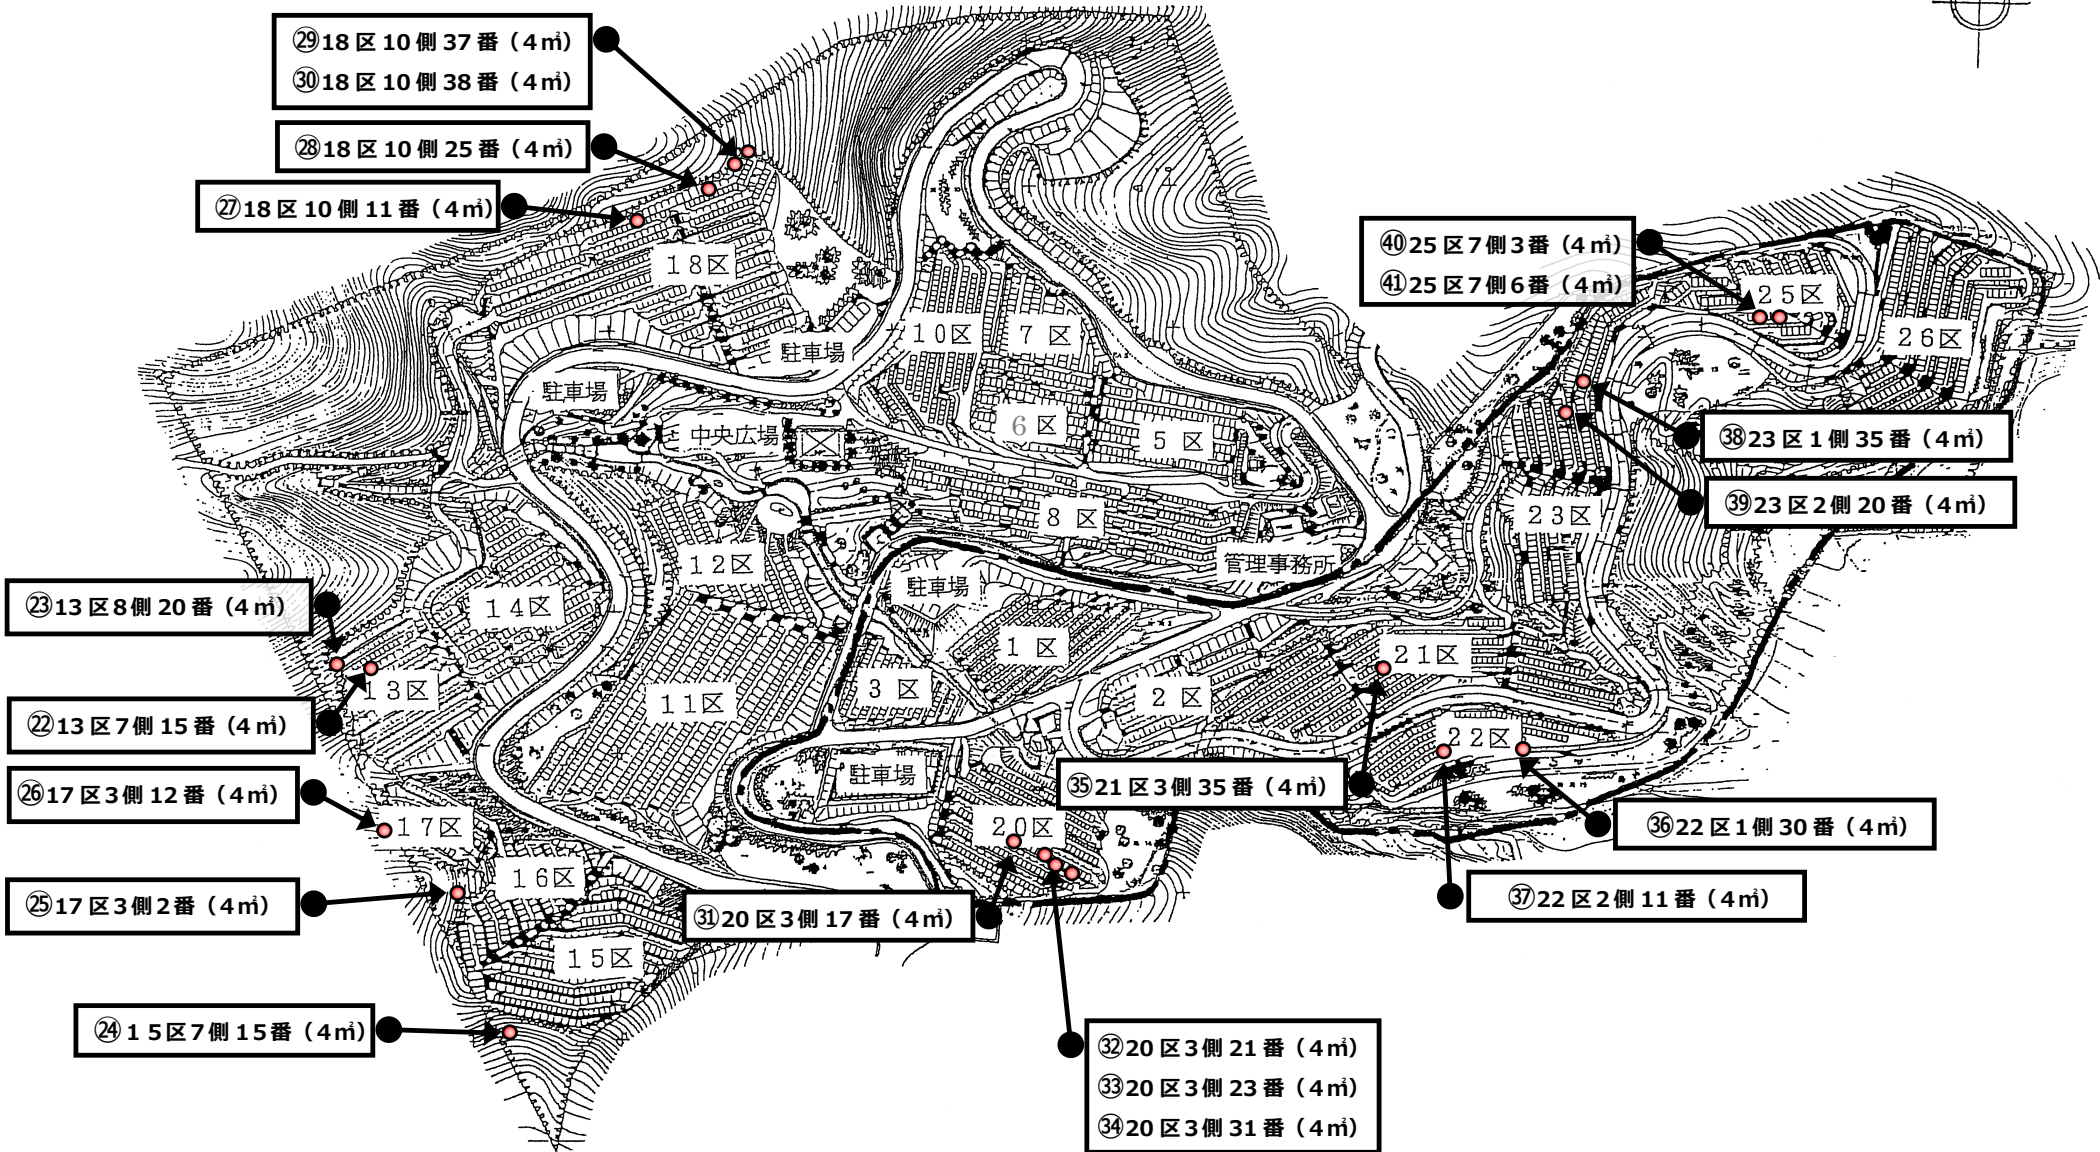 ㉙18区10側37番（4㎡）
㉚18区10側38番（4㎡）
㉘18区10側25番（4㎡）
㉗18区10側11番（4㎡）
㊵25区7側3番（4㎡）
㊶25区7側6番（4㎡）
18区
25区
26区
10区
7区
駐車場
駐車場
中央広場
6区
5区
㊳23区1側35番（4㎡）
㊴23区2側20番（4㎡）
8区
23区
12区
管理事務所
駐車場
㉓13区8側20番（4㎡）
14区
1区
21区
13区
11区
3区
2区
㉒13区7側15番（4㎡）
22区
駐車場
㉟21区3側35番（4㎡）
㉖17区3側12番（4㎡）
17区
20区
㊱22区1側30番（4㎡）
16区
㉕17区3側2番（4㎡）
㉛20区3側17番（4㎡）
㊲22区2側11番（4㎡）
15区
㉔15区7側15番（4㎡）
㉜20区3側21番（4㎡）
㉝20区3側23番（4㎡）
㉞20区3側31番（4㎡）